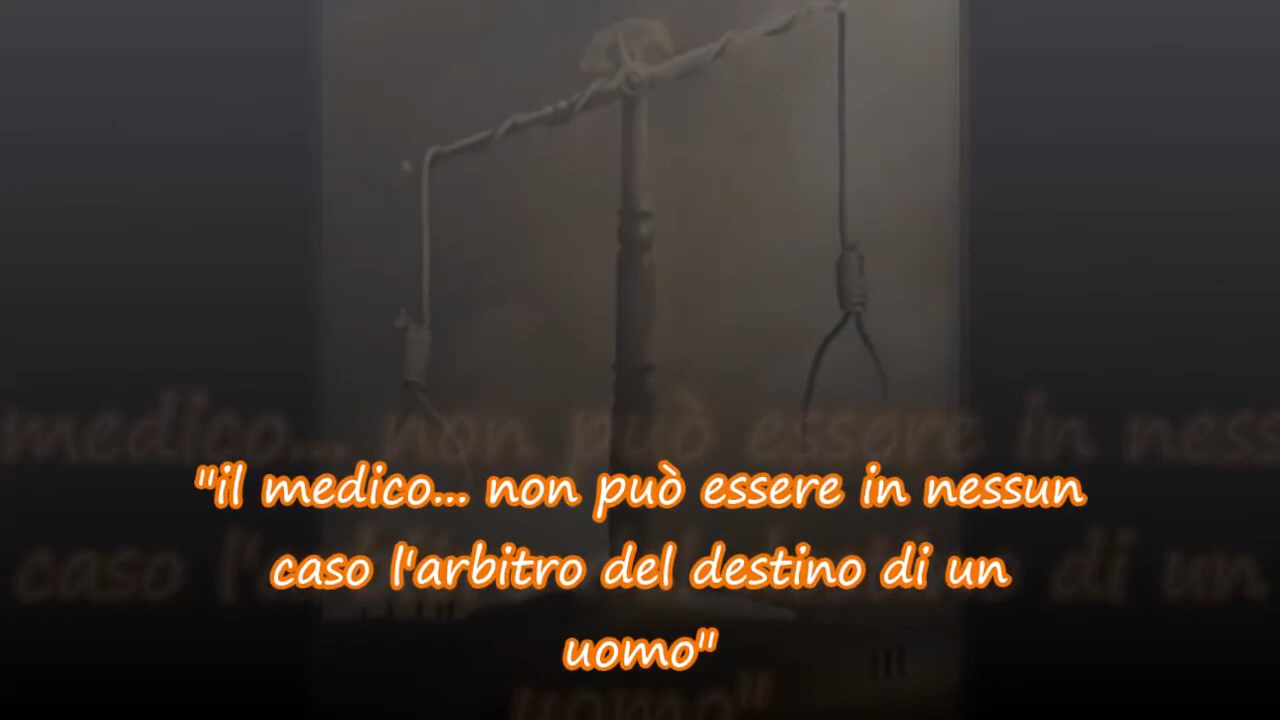 "il medico... non può essere in nessun
caso l'arbitro del destino di un
uomo"